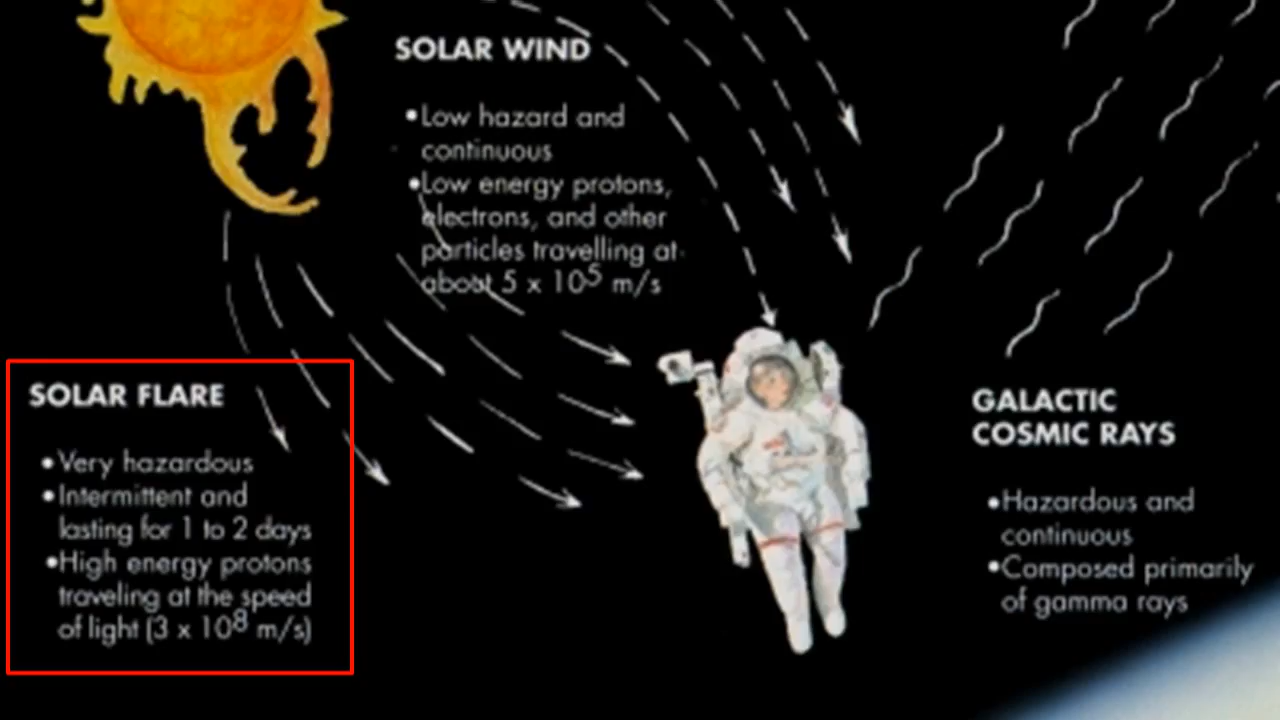 SOLAR WIND
•Low hazard and
continuous
•Low energy protons,
electrons, and other
particles travelling at
about 5 x 10⁵ m/s
SOLAR FLARE
•Very hazardous
•Intermittent and
lasting for 1 to 2 days
•High energy protons
traveling at the speed
of light (3 x 10⁸ m/s)
GALACTIC
COSMIC RAYS
•Hazardous and
continuous
•Composed primarily
of gamma rays